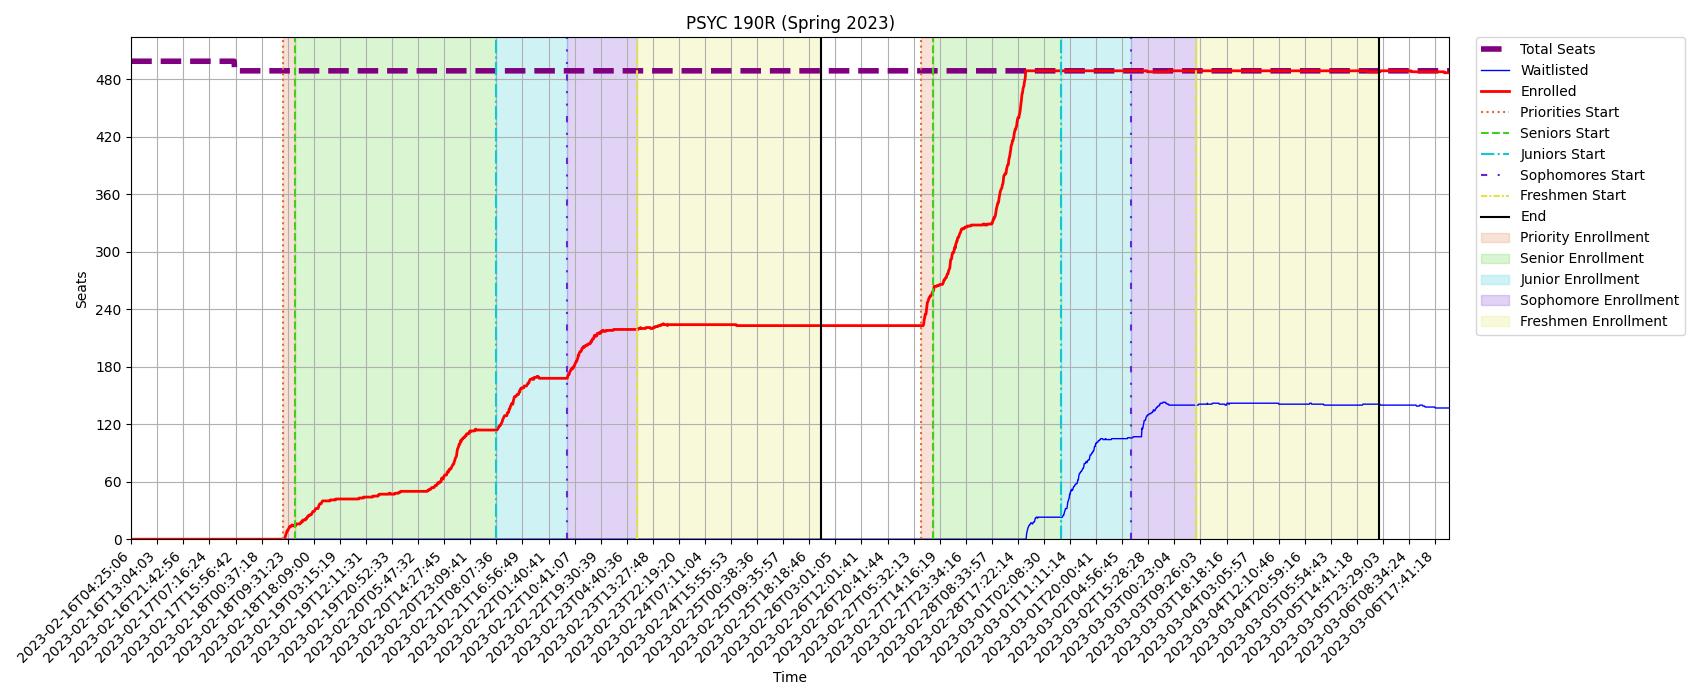 PSYC 190R (Spring 2023)
Total Seats
Waitlisted
Enrolled
Priorities Start
Seniors Start
Juniors Start
Sophomores Start
Freshmen Start
End
Priority Enrollment
Senior Enrollment
Junior Enrollment
Sophomore Enrollment
Freshmen Enrollment
Seats
480
420
360
300
240
180
120
60
0
2023-02-16T04:25:06
2023-02-16T13:04:03
2023-02-16T21:42:56
2023-02-17T07:16:24
2023-02-17T15:56:42
2023-02-18T00:37:18
2023-02-18T09:31:23
2023-02-18T18:09:00
2023-02-19T03:15:19
2023-02-19T12:11:31
2023-02-19T20:52:33
2023-02-20T05:47:32
2023-02-20T14:27:45
2023-02-20T23:09:41
2023-02-21T08:07:36
2023-02-21T16:56:49
2023-02-22T01:40:41
2023-02-22T10:41:07
2023-02-22T19:30:39
2023-02-23T04:40:36
2023-02-23T13:27:48
2023-02-23T22:19:20
2023-02-24T07:11:04
2023-02-24T15:55:53
2023-02-25T00:38:36
2023-02-25T09:35:57
2023-02-25T18:18:46
2023-02-26T03:01:05
2023-02-26T12:01:41
2023-02-26T20:41:44
2023-02-27T05:32:13
2023-02-27T14:16:19
2023-02-27T23:34:16
2023-02-28T08:33:57
2023-02-28T17:22:14
2023-03-01T02:08:30
2023-03-01T11:11:14
2023-03-01T20:00:41
2023-03-02T04:56:45
2023-03-02T15:28:28
2023-03-03T00:23:04
2023-03-03T09:26:03
2023-03-03T18:18:16
2023-03-04T03:05:57
2023-03-04T12:10:46
2023-03-04T20:59:16
2023-03-05T05:54:43
2023-03-05T14:41:18
2023-03-05T23:29:03
2023-03-06T08:34:24
2023-03-06T17:41:18
Time